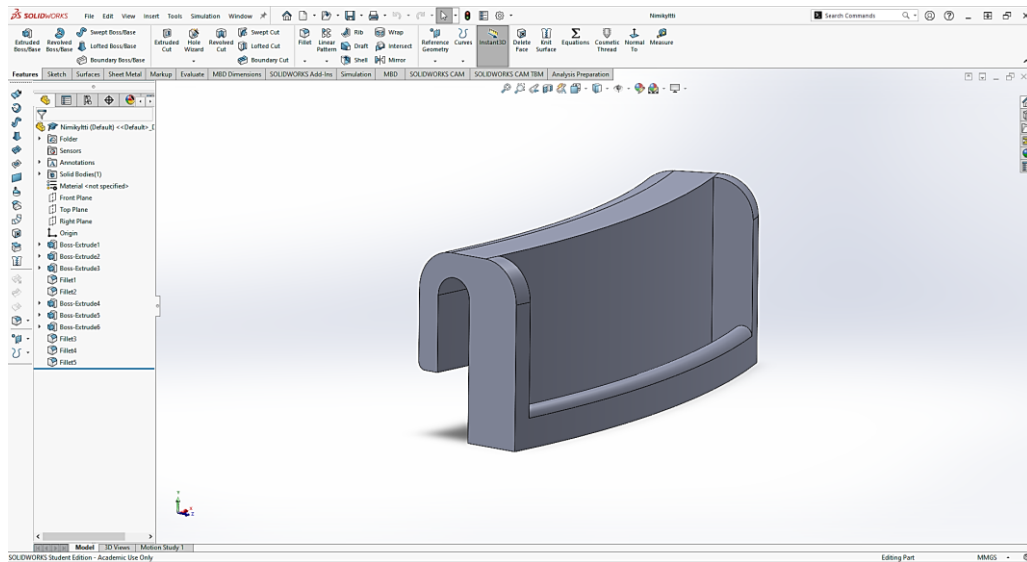 SOLIDWORKS File Edit View Insert Tools Simulation Window Nimikyltti Search Commands
Extruded Boss/Base
Revolved Boss/Base
Swept Boss/Base
Lofted Boss/Base
Boundary Boss/Base
Extruded Cut
Hole Wizard
Revolved Cut
Swept Cut
Lofted Cut
Boundary Cut
Fillet
Linear Pattern
Rib
Draft
Shell
Wrap
Intersect
Mirror
Reference Geometry
Curves
Instant3D
Delete Face
Knit Surface
Equations
Cosmetic Thread
Normal To
Measure
Features Sketch Surfaces Sheet Metal Markup Evaluate MBD Dimensions SOLIDWORKS Add-Ins Simulation MBD SOLIDWORKS CAM SOLIDWORKS CAM TBM Analysis Preparation
Nimikyltti (Default) <<Default>_D
Folder
Sensors
Annotations
Solid Bodies(1)
Material <not specified>
Front Plane
Top Plane
Right Plane
Origin
Boss-Extrude1
Boss-Extrude2
Boss-Extrude3
Fillet1
Fillet2
Boss-Extrude4
Boss-Extrude5
Boss-Extrude6
Fillet3
Fillet4
Fillet5
Model 3D Views Motion Study 1
SOLIDWORKS Student Edition - Academic Use Only Editing Part MMGS